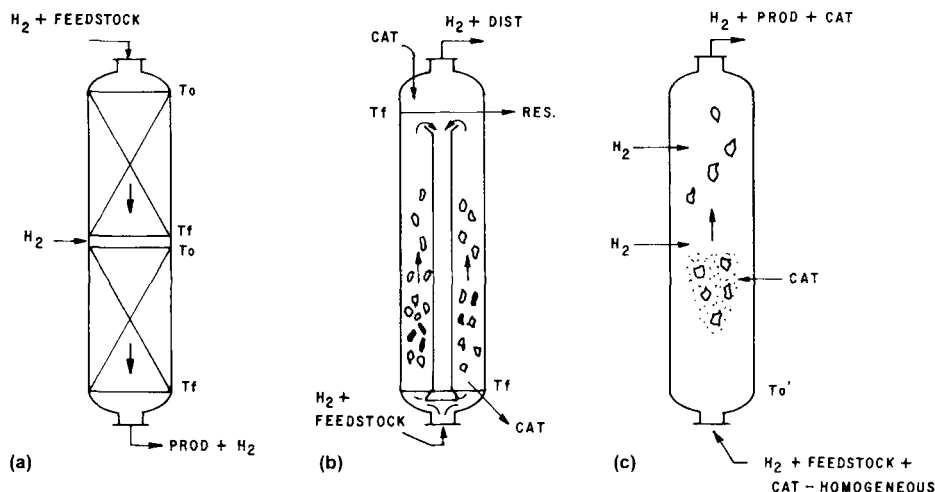 H₂ + FEEDSTOCK
To
Tf
H₂
To
Tf
PROD + H₂
(a)
H₂ + DIST
CAT
Tf
RES.
Tf
H₂ +
FEEDSTOCK
CAT
(b)
H₂ + PROD + CAT
H₂
H₂
CAT
To'
H₂ + FEEDSTOCK +
CAT - HOMOGENEOUS
(c)